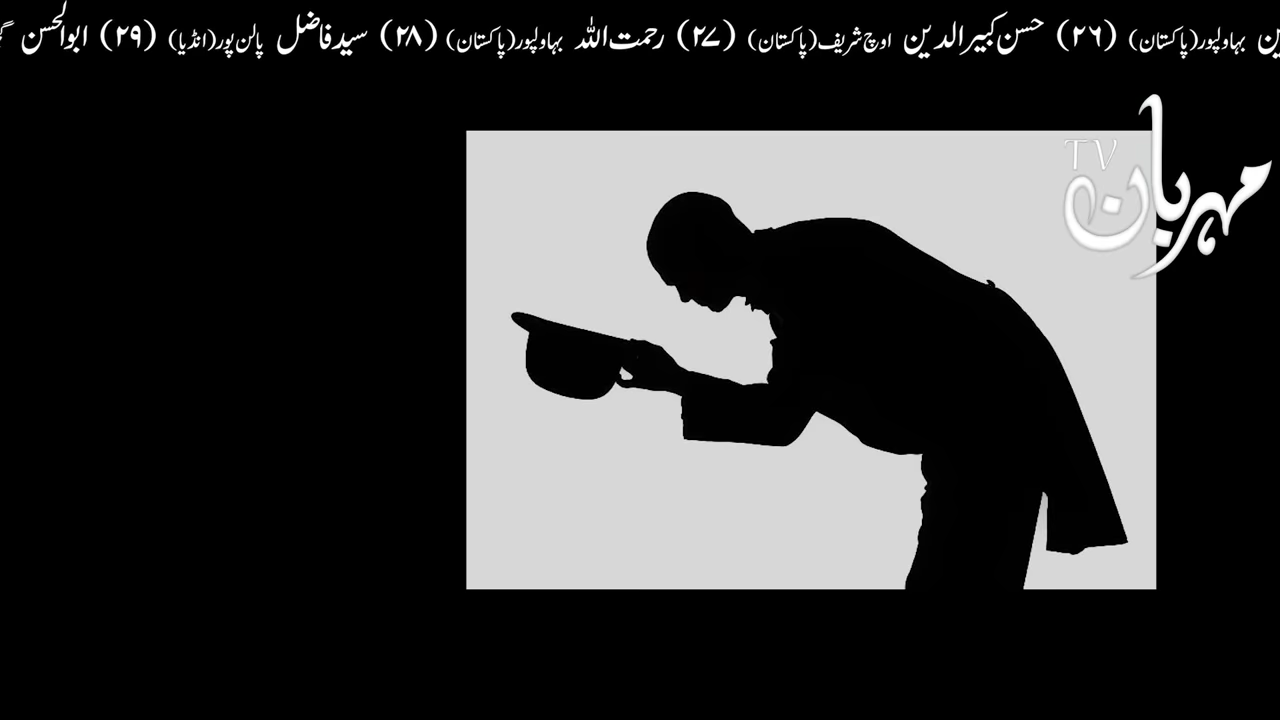 بہاولپور(پاکستان) (۲۶) حسن کبیرالدین اوچ شریف(پاکستان) (۲۷) رحمت اللہ بہاولپور(پاکستان) (۲۸) سید فاضل پالن پور(انڈیا) (۲۹) ابوالحسن
TV
مہربان